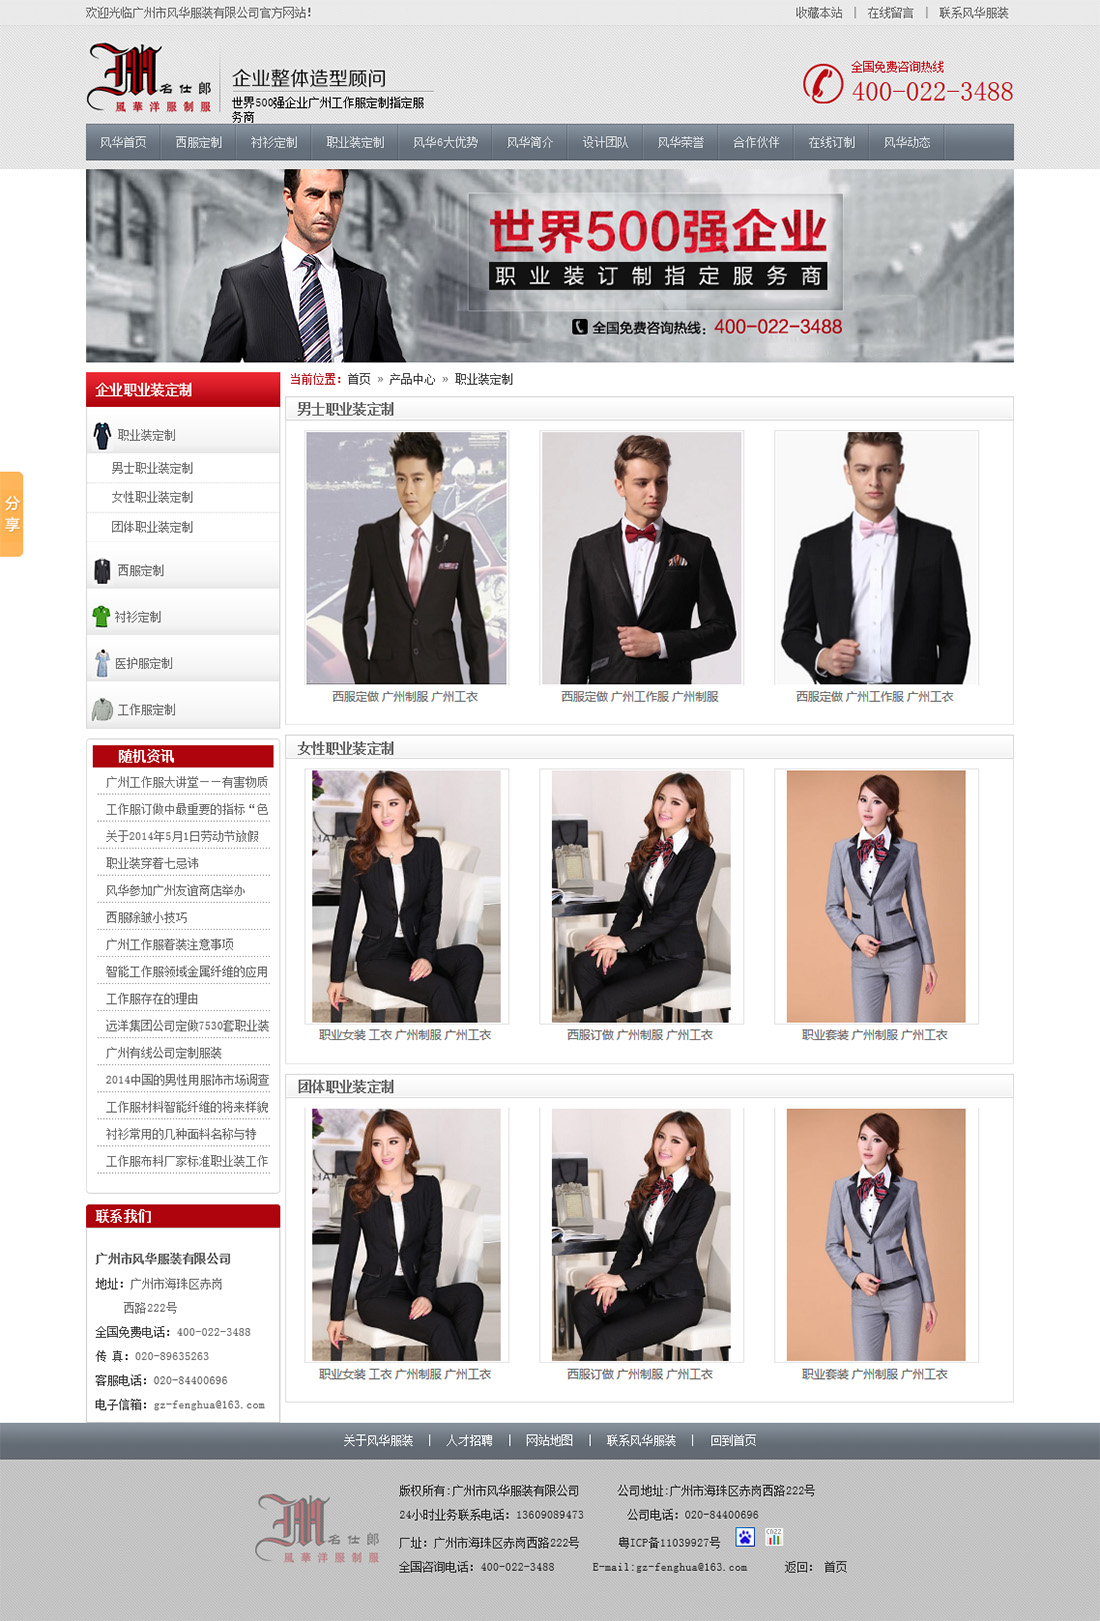 欢迎光临广州市风华服装有限公司官方网站!
收藏本站 | 在线留言 | 联系风华服装
M名仕郎
風華洋服制服
企业整体造型顾问
世界500强企业广州工作服定制指定服
务商
全国免费咨询热线
400-022-3488
风华首页 西服定制 衬衫定制 职业装定制 风华6大优势 风华简介 设计团队 风华荣誉 合作伙伴 在线订制 风华动态
世界500强企业
职业装订制指定服务商
全国免费咨询热线：400-022-3488
分享
企业职业装定制
职业装定制
男士职业装定制
女性职业装定制
团体职业装定制
西服定制
衬衫定制
医护服定制
工作服定制
随机资讯
广州工作服大讲堂－－有害物质
工作服订做中最重要的指标“色
关于2014年5月1日劳动节放假
职业装穿着七忌讳
风华参加广州友谊商店举办
西服除皱小技巧
广州工作服着装注意事项
智能工作服领域金属纤维的应用
工作服存在的理由
远洋集团公司定做7530套职业装
广州有线公司定制服装
2014中国的男性用服饰市场调查
工作服材料智能纤维的将来样貌
衬衫常用的几种面料名称与特
工作服布料厂家标准职业装工作
联系我们
广州市风华服装有限公司
地址：广州市海珠区赤岗
西路222号
全国免费电话：400-022-3488
传 真：020-89635263
客服电话：020-84400696
电子信箱：gz-fenghua@163.com
当前位置：首页 » 产品中心 » 职业装定制
男士职业装定制
西服定做 广州制服 广州工衣
西服定做 广州工作服 广州制服
西服定做 广州工作服 广州工衣
女性职业装定制
职业女装 工衣 广州制服 广州工衣
西服订做 广州制服 广州工衣
职业套装 广州制服 广州工衣
团体职业装定制
职业女装 工衣 广州制服 广州工衣
西服订做 广州制服 广州工衣
职业套装 广州制服 广州工衣
关于风华服装 | 人才招聘 | 网站地图 | 联系风华服装 | 回到首页
M名仕郎
風華洋服制服
版权所有:广州市风华服装有限公司 公司地址:广州市海珠区赤岗西路222号
24小时业务联系电话：13609089473 公司电话：020-84400696
厂址：广州市海珠区赤岗西路222号 粤ICP备11039927号 CNZZ
全国咨询电话：400-022-3488 E-mail:gz-fenghua@163.com 返回： 首页